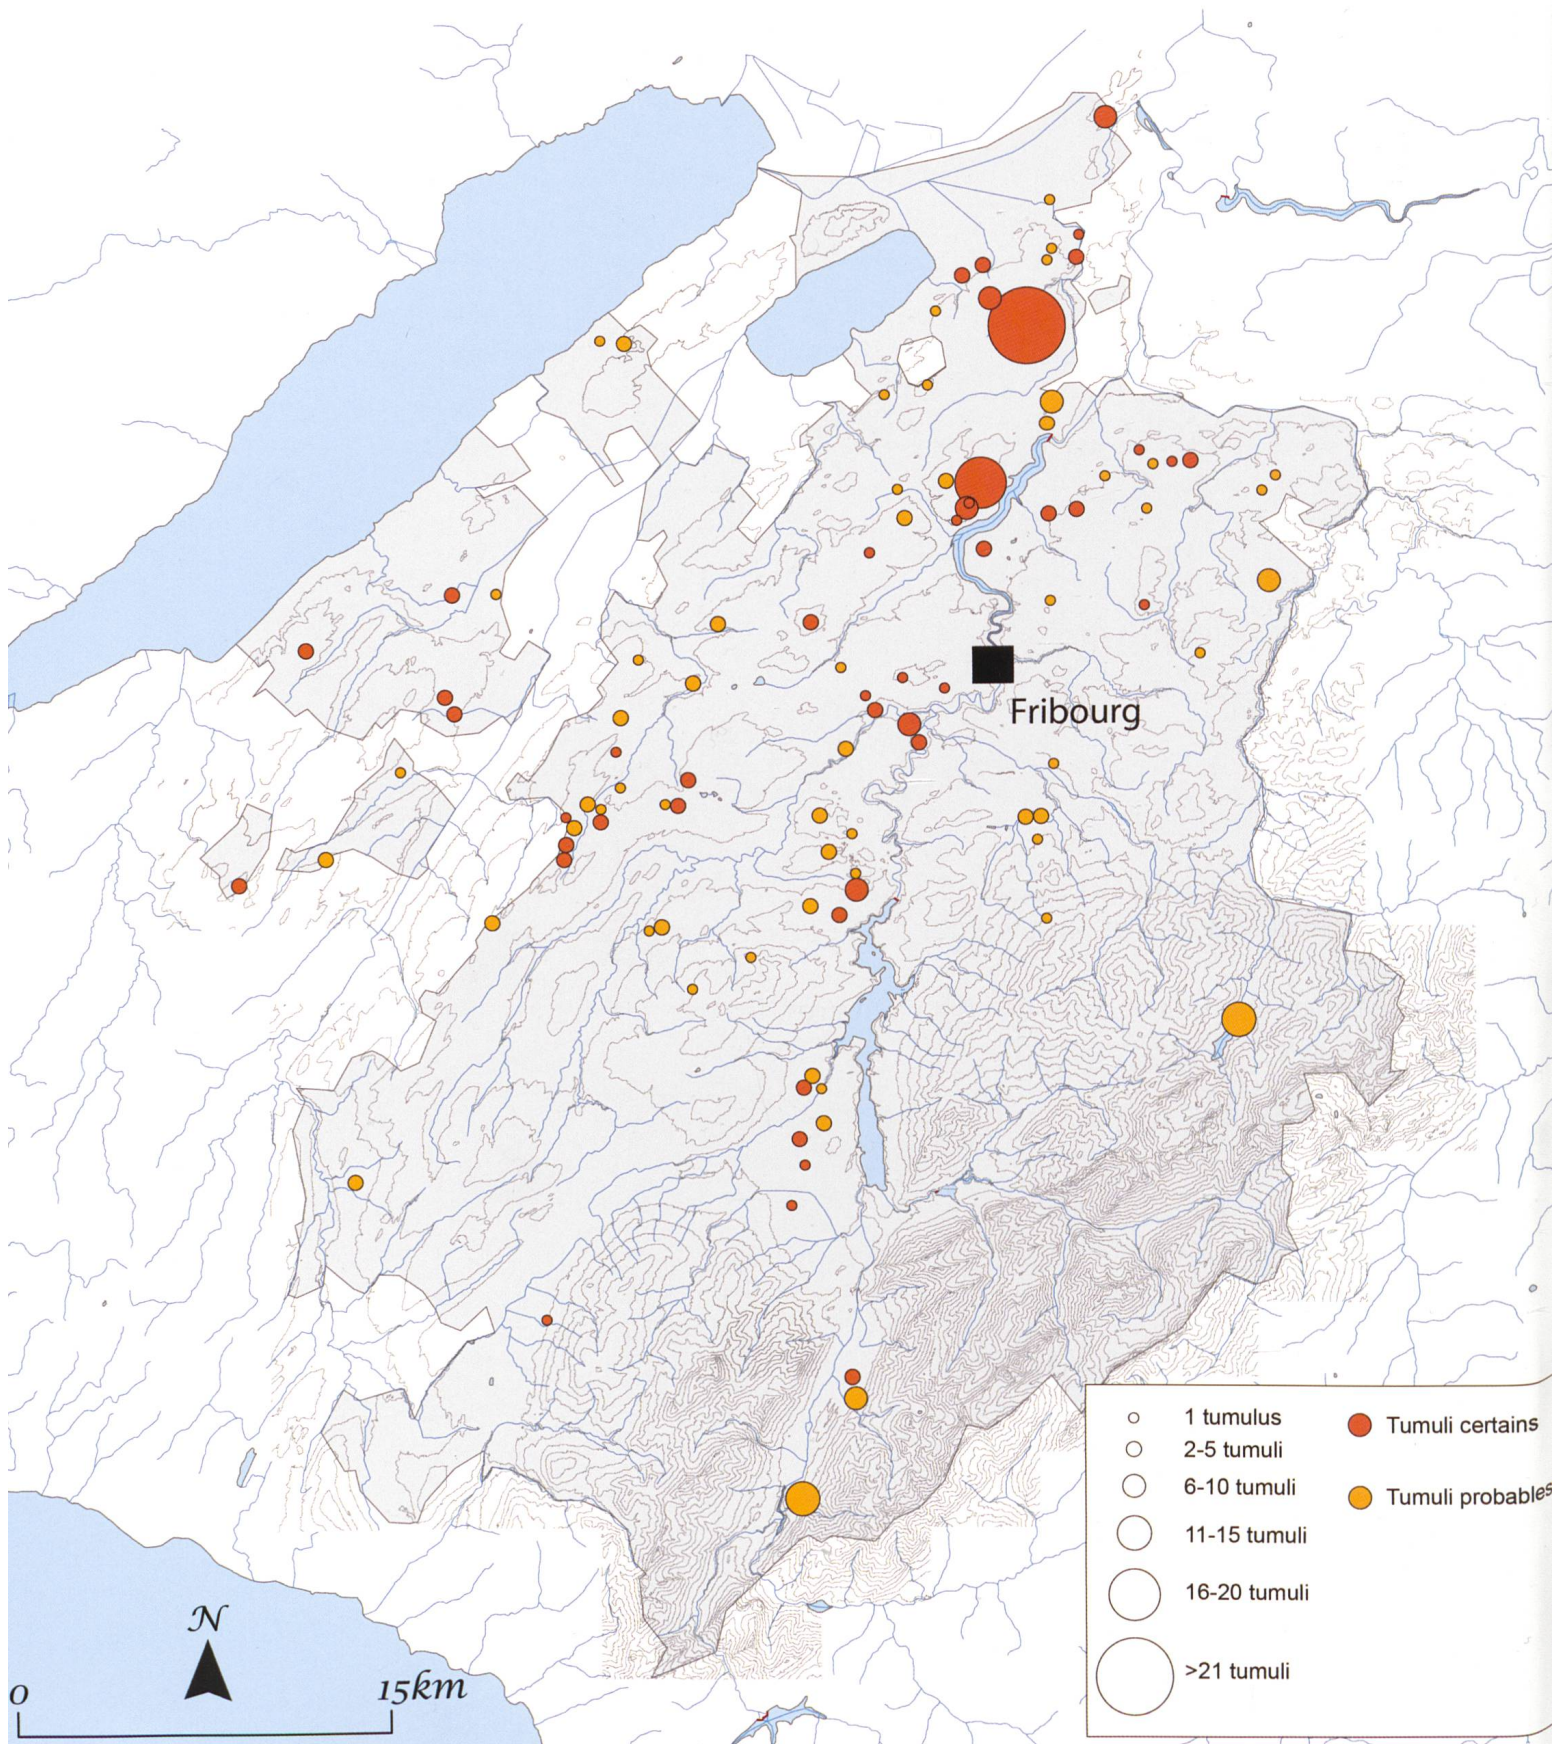 Fribourg
1 tumulus
2-5 tumuli
6-10 tumuli
11-15 tumuli
16-20 tumuli
>21 tumuli
Tumuli certains
Tumuli probables
N
0 15km